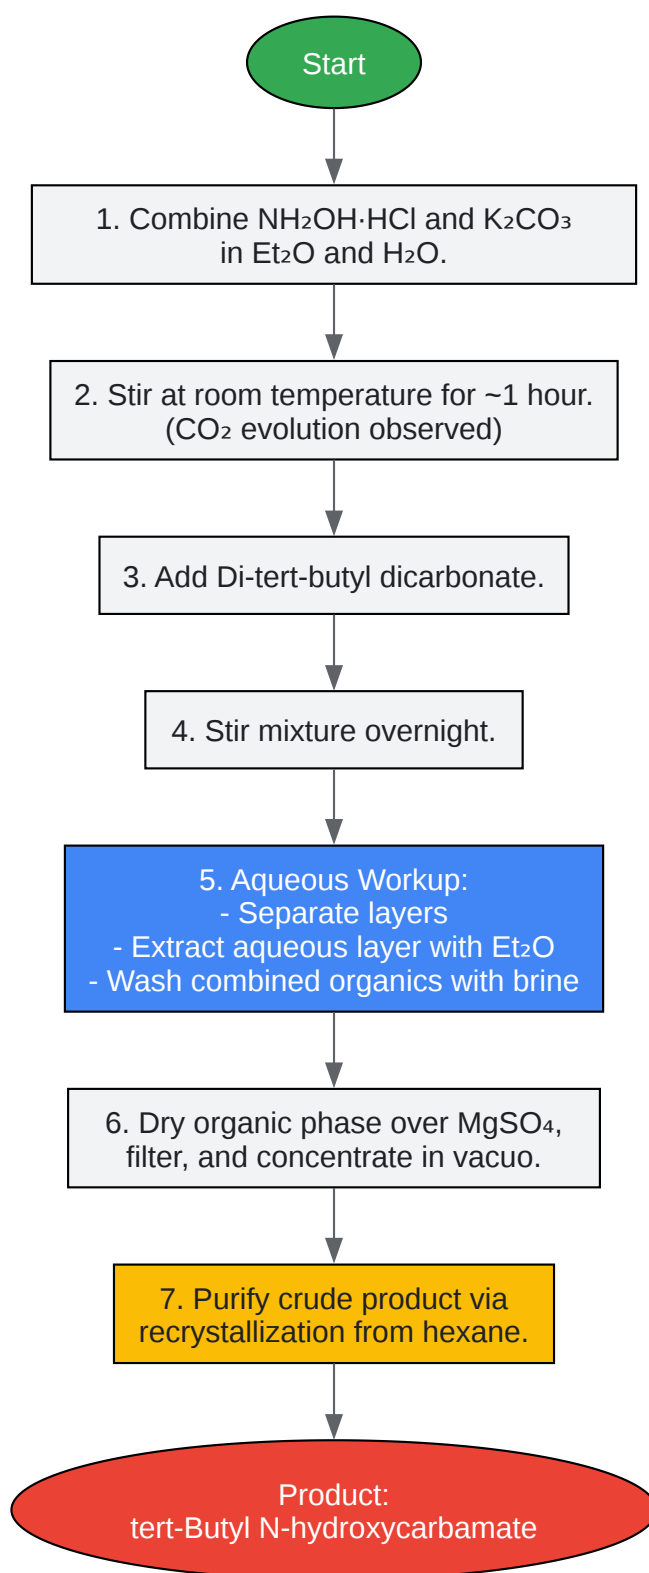 Start
1. Combine NH₂OH·HCl and K₂CO₃
in Et₂O and H₂O.
2. Stir at room temperature for ~1 hour.
(CO₂ evolution observed)
3. Add Di-tert-butyl dicarbonate.
4. Stir mixture overnight.
5. Aqueous Workup:
- Separate layers
- Extract aqueous layer with Et₂O
- Wash combined organics with brine
6. Dry organic phase over MgSO₄,
filter, and concentrate in vacuo.
7. Purify crude product via
recrystallization from hexane.
Product:
tert-Butyl N-hydroxycarbamate